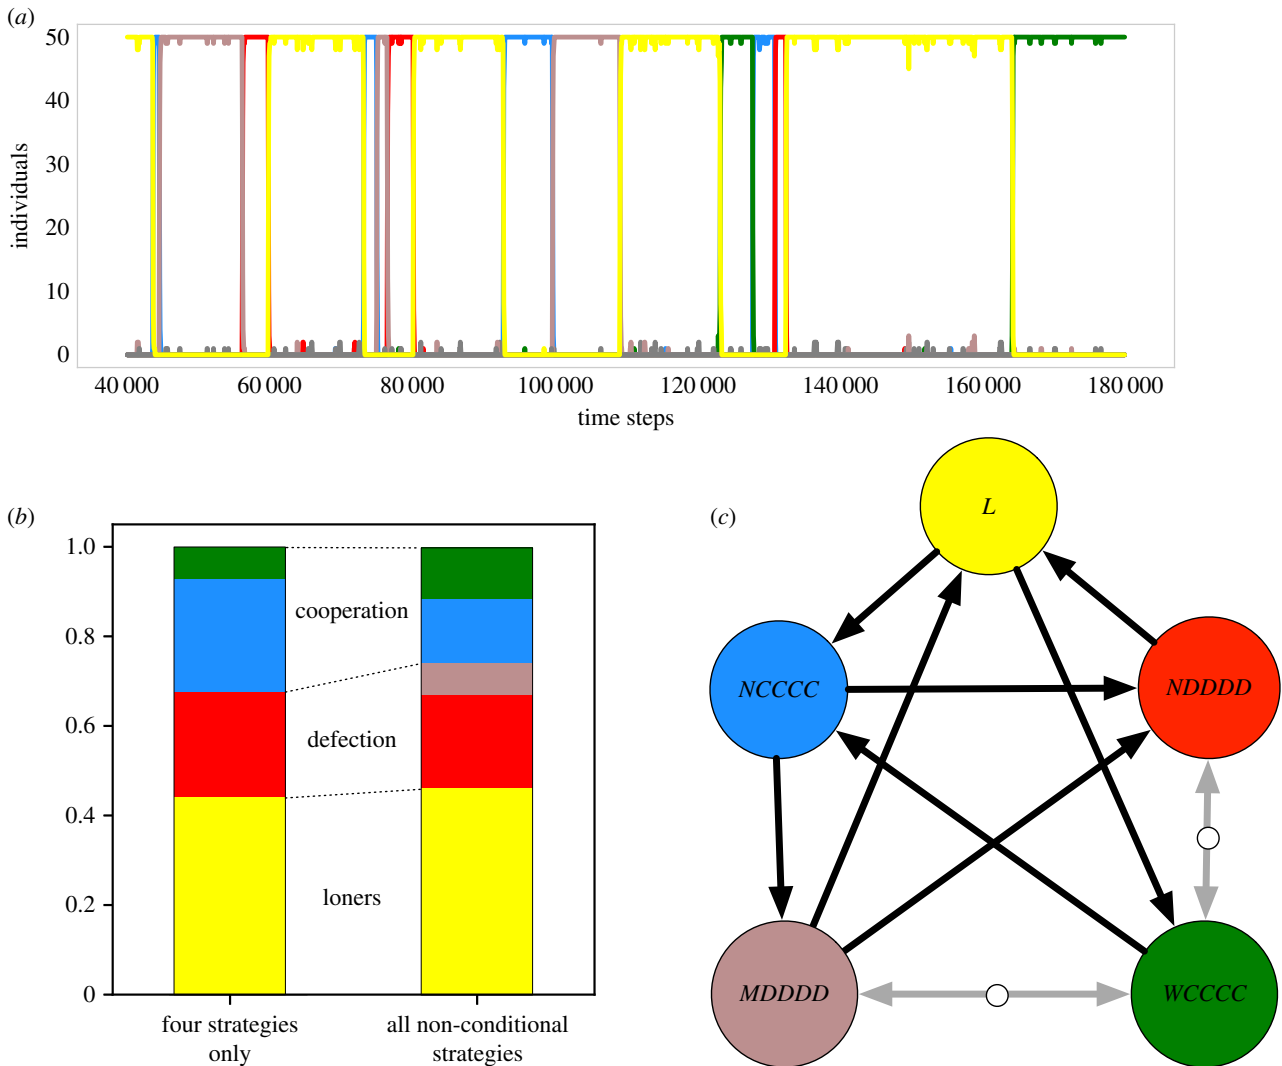 (a)
50
40
30
20
10
0
individuals
40 000 60 000 80 000 100 000 120 000 140 000 160 000 180 000
time steps
(b)
1.0
0.8
0.6
0.4
0.2
0
cooperation
defection
loners
four strategies
only
all non-conditional
strategies
(c)
L
NCCCC
NDDDD
MDDDD
WCCCC